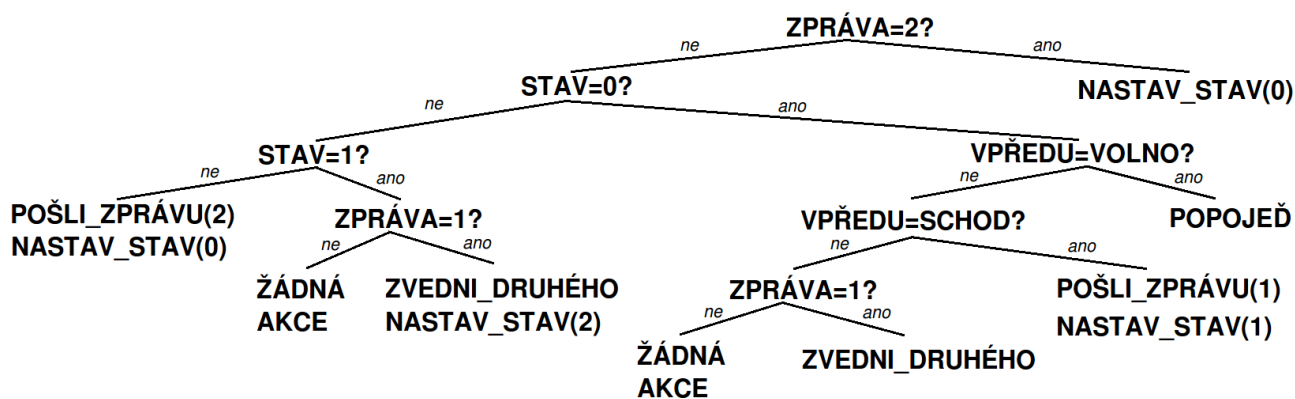 ZPRÁVA=2?
ne
ano
STAV=0?
NASTAV_STAV(0)
ne
ano
STAV=1?
VPŘEDU=VOLNO?
ne
ano
ne
ano
POŠLI_ZPRÁVU(2)
NASTAV_STAV(0)
ZPRÁVA=1?
VPŘEDU=SCHOD?
POPOJEĎ
ne
ano
ne
ano
ŽÁDNÁ
AKCE
ZVEDNI_DRUHÉHO
NASTAV_STAV(2)
ZPRÁVA=1?
POŠLI_ZPRÁVU(1)
NASTAV_STAV(1)
ne
ano
ŽÁDNÁ
AKCE
ZVEDNI_DRUHÉHO